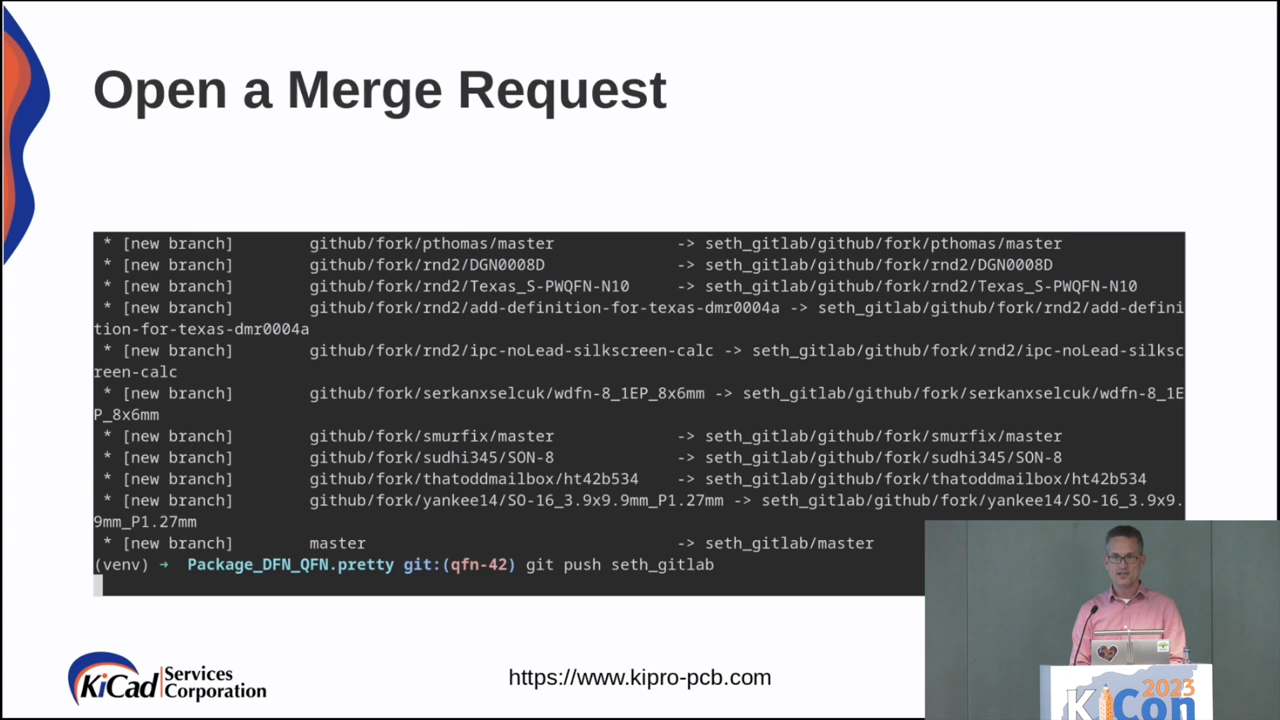 Open a Merge Request
* [new branch] github/fork/pthomas/master -> seth_gitlab/github/fork/pthomas/master
* [new branch] github/fork/rnd2/DGN0008D -> seth_gitlab/github/fork/rnd2/DGN0008D
* [new branch] github/fork/rnd2/Texas_S-PWQFN-N10 -> seth_gitlab/github/fork/rnd2/Texas_S-PWQFN-N10
* [new branch] github/fork/rnd2/add-definition-for-texas-dmr0004a -> seth_gitlab/github/fork/rnd2/add-defini
tion-for-texas-dmr0004a
* [new branch] github/fork/rnd2/ipc-noLead-silkscreen-calc -> seth_gitlab/github/fork/rnd2/ipc-noLead-silksc
reen-calc
* [new branch] github/fork/serkanxselcuk/wdfn-8_1EP_8x6mm -> seth_gitlab/github/fork/serkanxselcuk/wdfn-8_1E
P_8x6mm
* [new branch] github/fork/smurfix/master -> seth_gitlab/github/fork/smurfix/master
* [new branch] github/fork/sudhi345/SON-8 -> seth_gitlab/github/fork/sudhi345/SON-8
* [new branch] github/fork/thatoddmailbox/ht42b534 -> seth_gitlab/github/fork/thatoddmailbox/ht42b534
* [new branch] github/fork/yankee14/SO-16_3.9x9.9mm_P1.27mm -> seth_gitlab/github/fork/yankee14/SO-16_3.9x9.
9mm_P1.27mm
* [new branch] master -> seth_gitlab/master
(venv) → Package_DFN_QFN.pretty git:(qfn-42) git push seth_gitlab
KiCad Services
Corporation
https://www.kipro-pcb.com
2023
KiCon